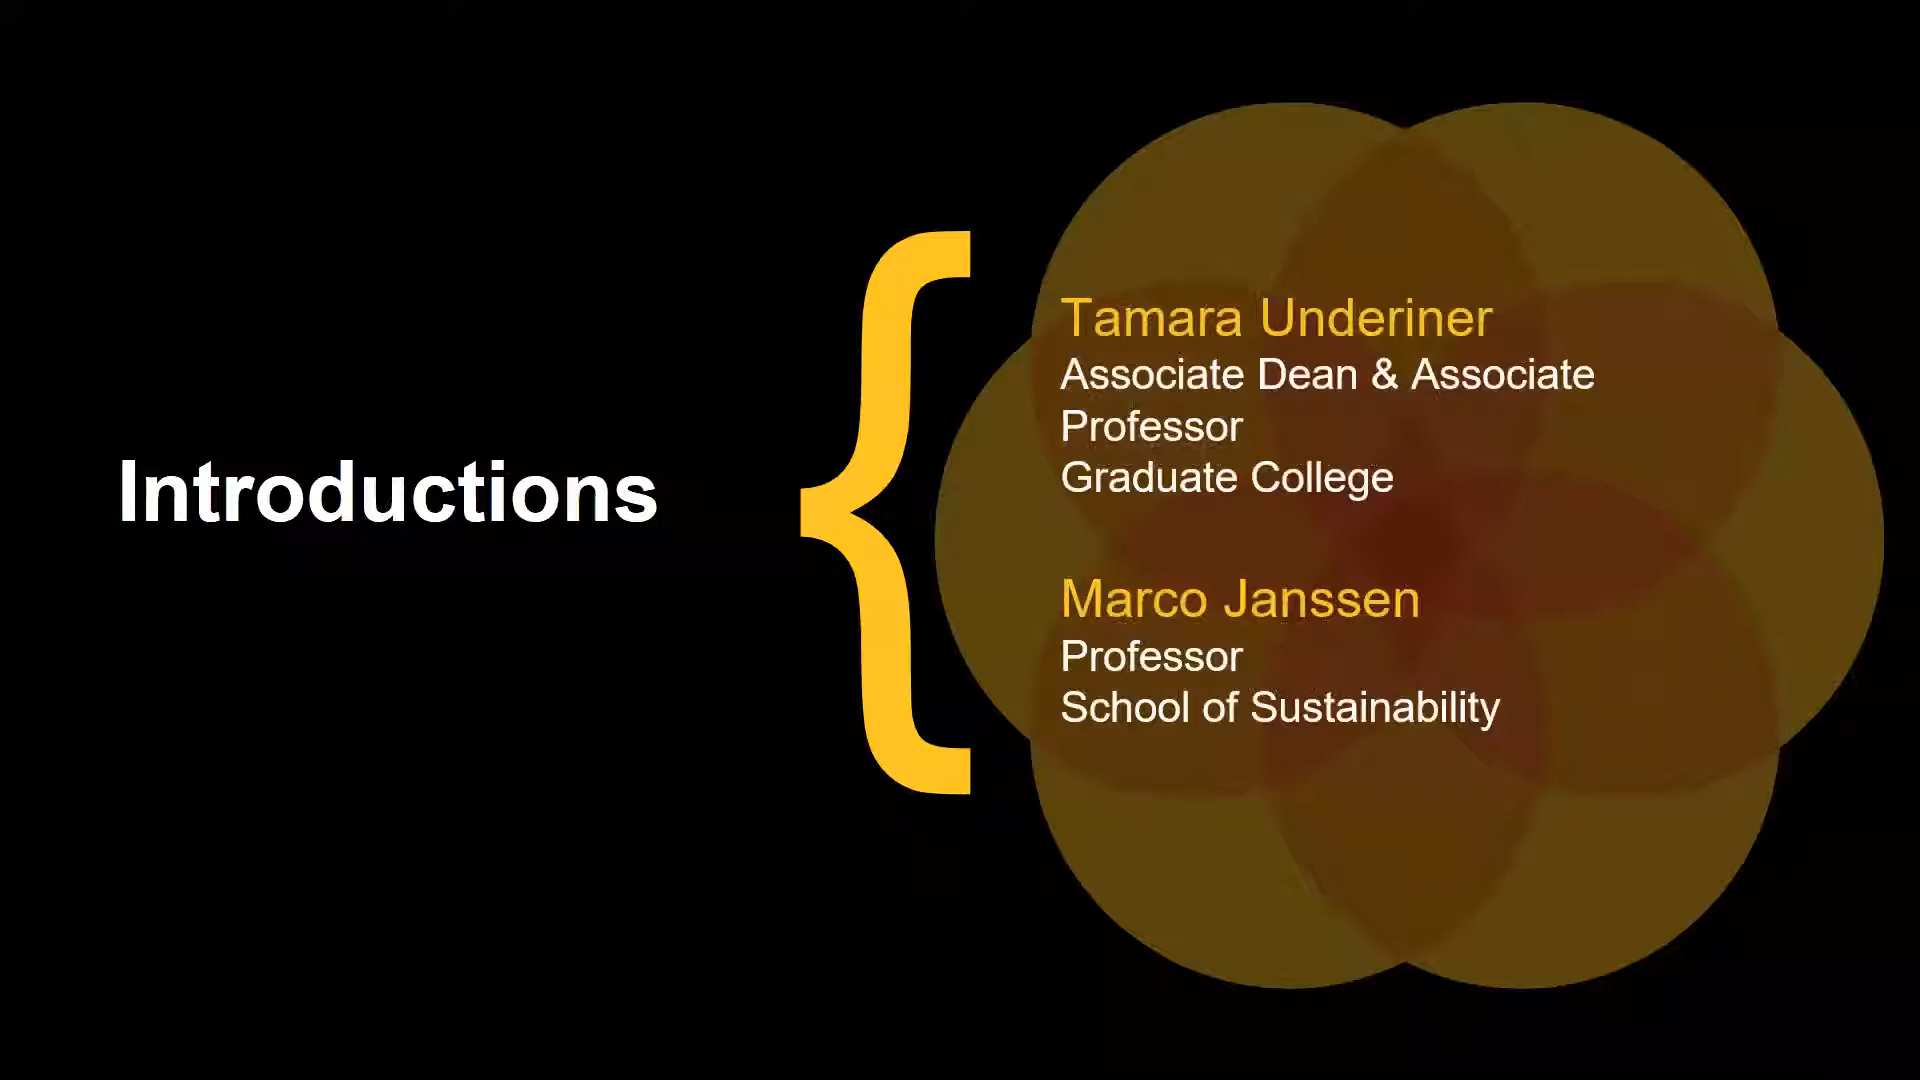 Introductions
{
Tamara Underiner
Associate Dean & Associate
Professor
Graduate College
Marco Janssen
Professor
School of Sustainability